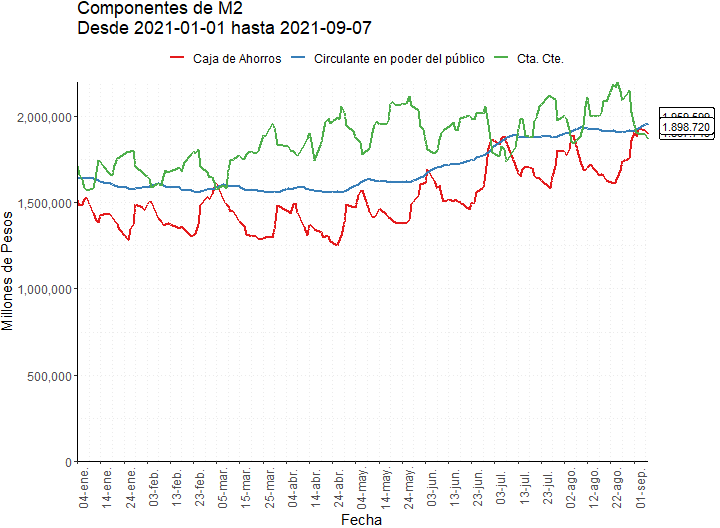 Componentes de M2
Desde 2021-01-01 hasta 2021-09-07
Caja de Ahorros
Circulante en poder del público
Cta. Cte.
Millones de Pesos
2,000,000
1,500,000
1,000,000
500,000
0
1.898.720
04-ene.
14-ene.
24-ene.
03-feb.
13-feb.
23-feb.
05-mar.
15-mar.
25-mar.
04-abr.
14-abr.
24-abr.
04-may.
14-may.
24-may.
03-jun.
13-jun.
23-jun.
03-jul.
13-jul.
23-jul.
02-ago.
12-ago.
22-ago.
01-sep.
Fecha